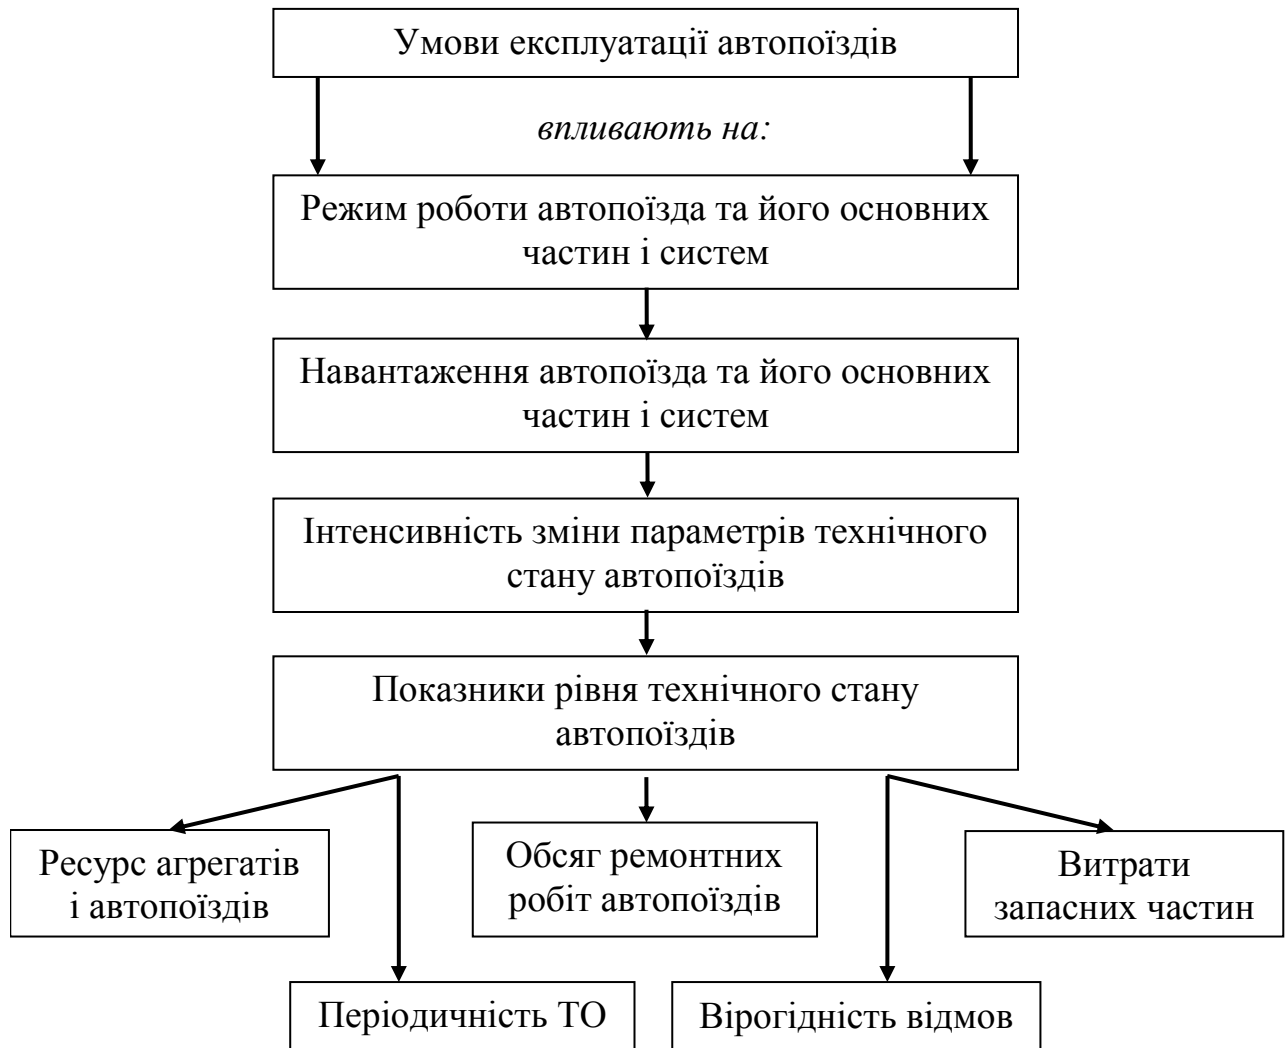 Умови експлуатації автопоїздів
впливають на:
Режим роботи автопоїзда та його основних
частин і систем
Навантаження автопоїзда та його основних
частин і систем
Інтенсивність зміни параметрів технічного
стану автопоїздів
Показники рівня технічного стану
автопоїздів
Ресурс агрегатів
і автопоїздів
Обсяг ремонтних
робіт автопоїздів
Витрати
запасних частин
Періодичність ТО
Вірогідність відмов